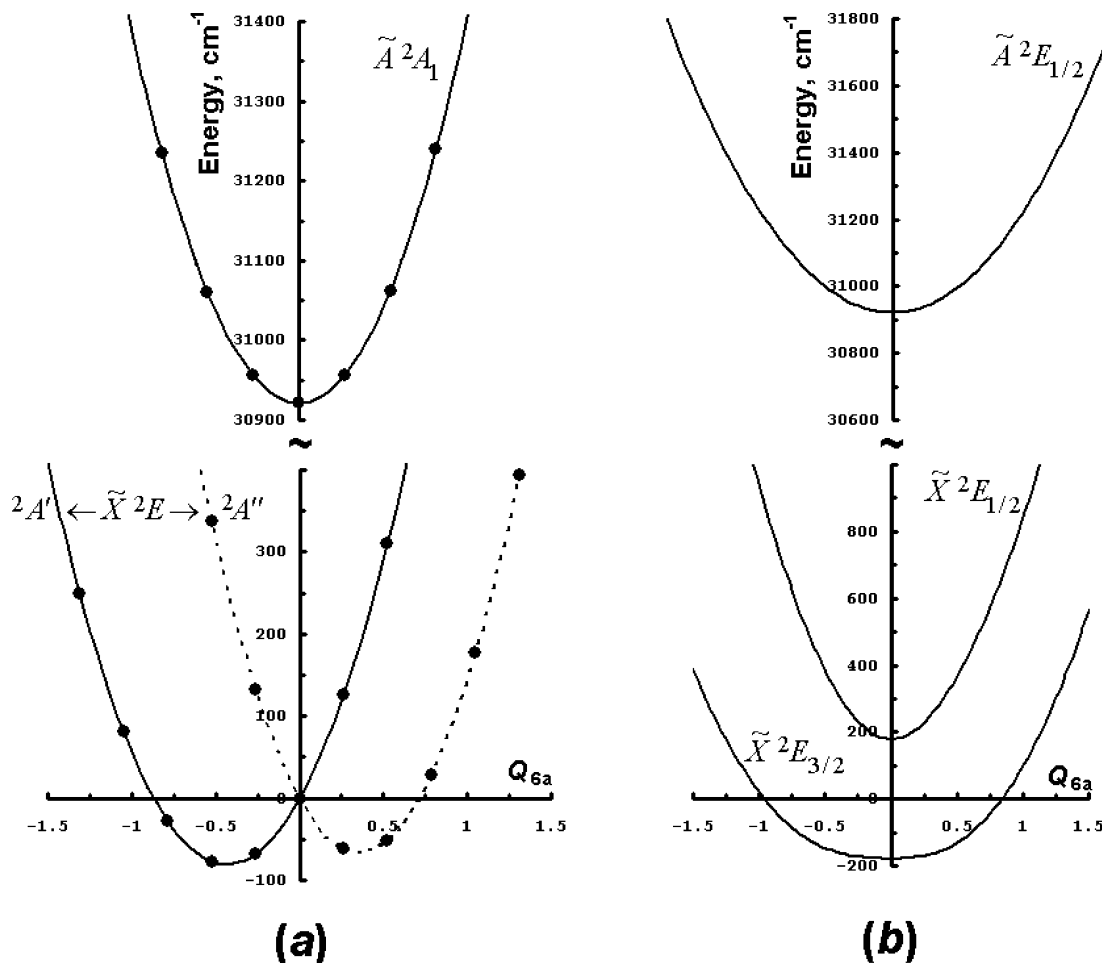 31400
31300
31200
31100
31000
30900
Energy, cm⁻¹
Ã ²A₁
~
²A′ ← X̃ ²E → ²A″
300
200
100
0
-100
-1.5 -1 -0.5 0 0.5 1 1.5
Q₆ₐ
(a)
31800
31600
31400
31200
31000
30800
30600
Energy, cm⁻¹
Ã ²E₁/₂
~
X̃ ²E₁/₂
X̃ ²E₃/₂
800
600
400
200
0
-200
-1.5 -1 -0.5 0 0.5 1 1.5
Q₆ₐ
(b)